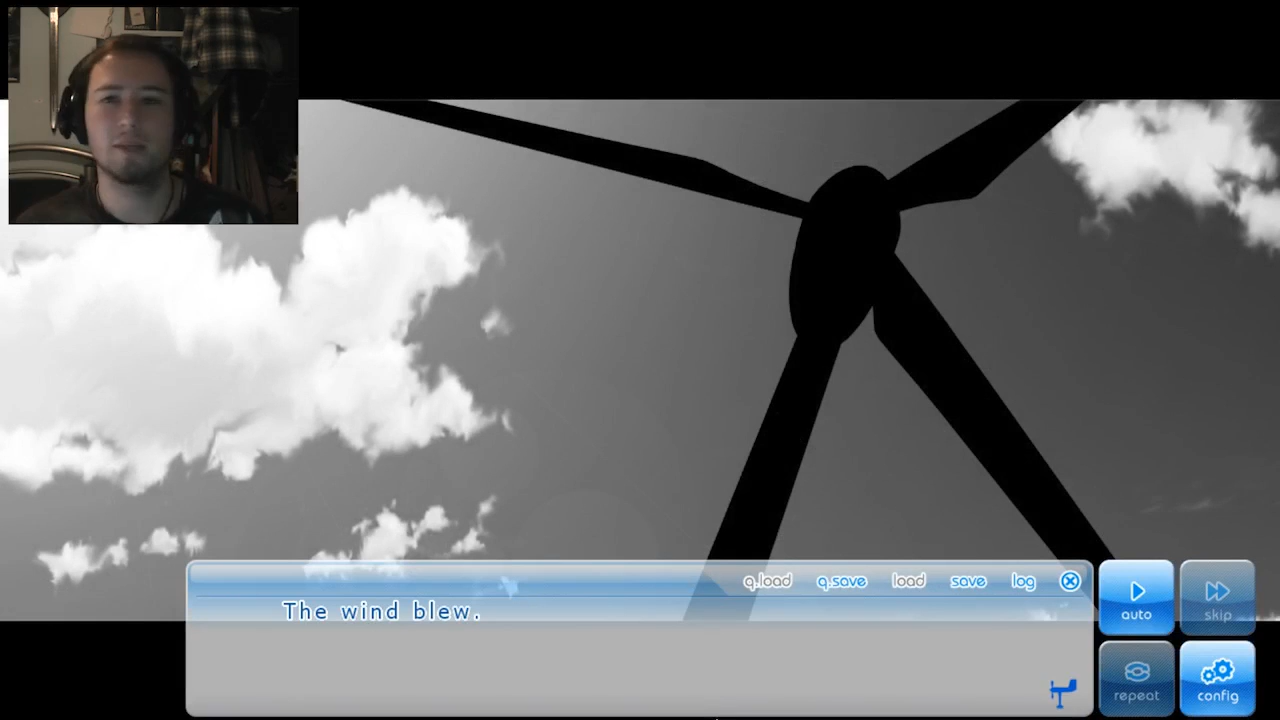 q.load q.save load save log
The wind blew.
auto skip
repeat config